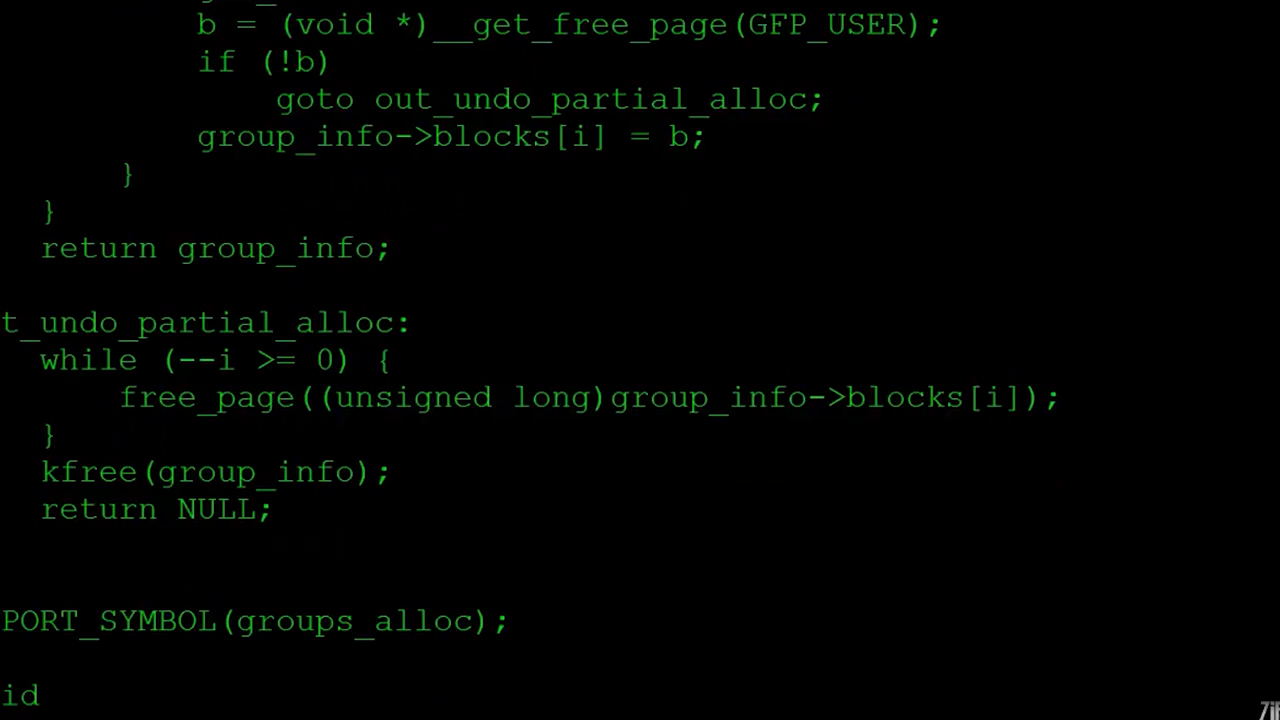 b = (void *)__get_free_page(GFP_USER);
if (!b)
goto out_undo_partial_alloc;
group_info->blocks[i] = b;
}
}
return group_info;
t_undo_partial_alloc:
while (--i >= 0) {
free_page((unsigned long)group_info->blocks[i]);
}
kfree(group_info);
return NULL;
PORT_SYMBOL(groups_alloc);
id